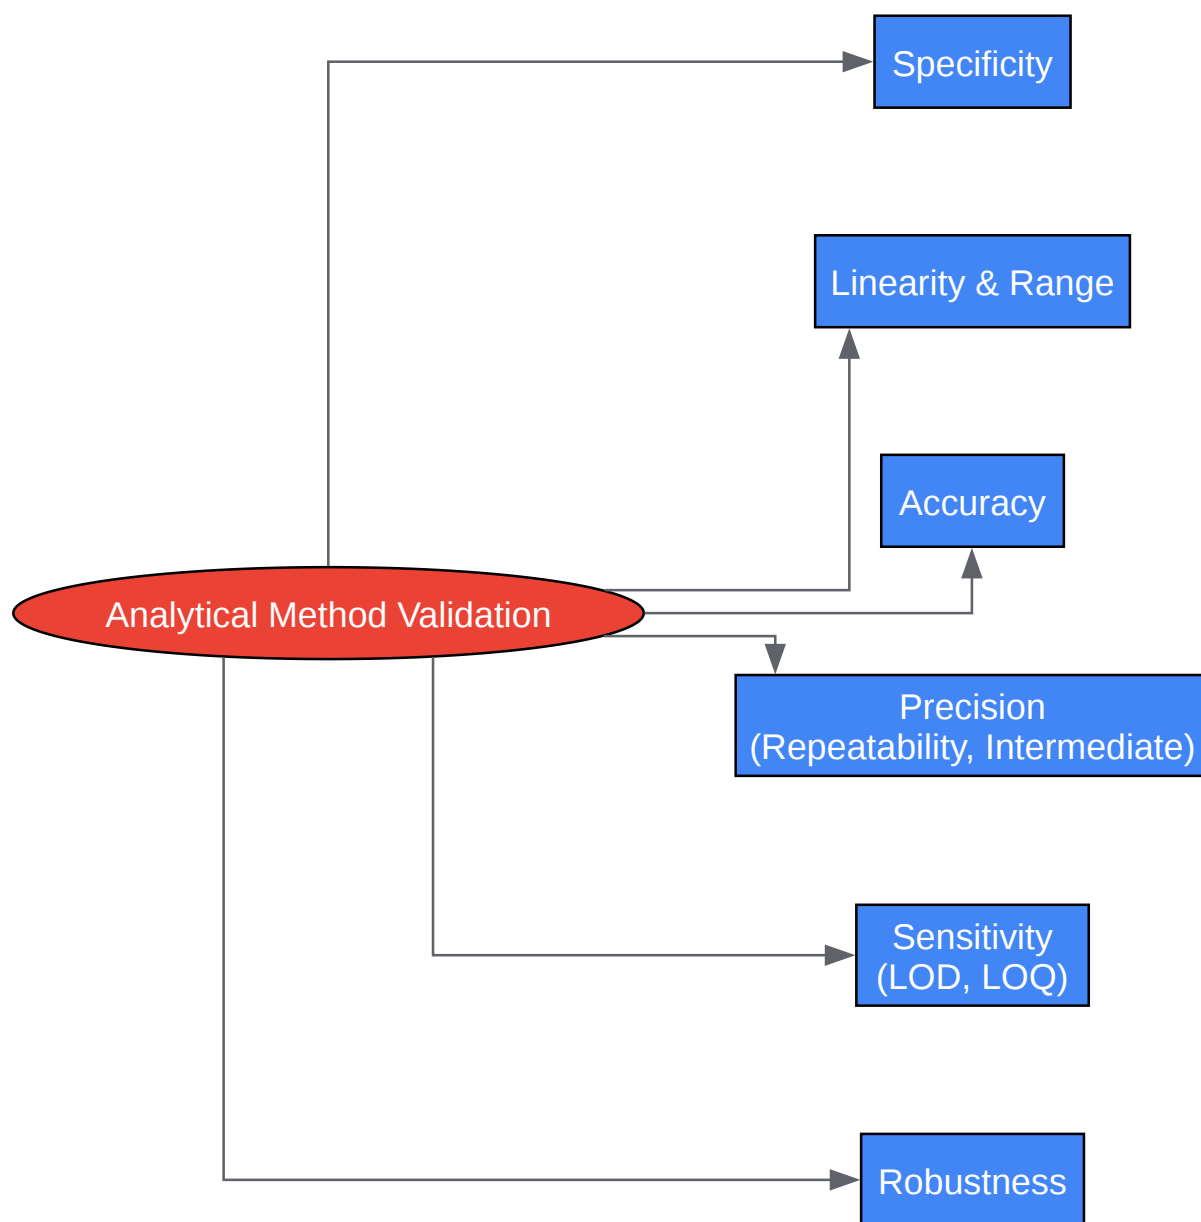 Specificity
Linearity & Range
Accuracy
Analytical Method Validation
Precision
(Repeatability, Intermediate)
Sensitivity
(LOD, LOQ)
Robustness